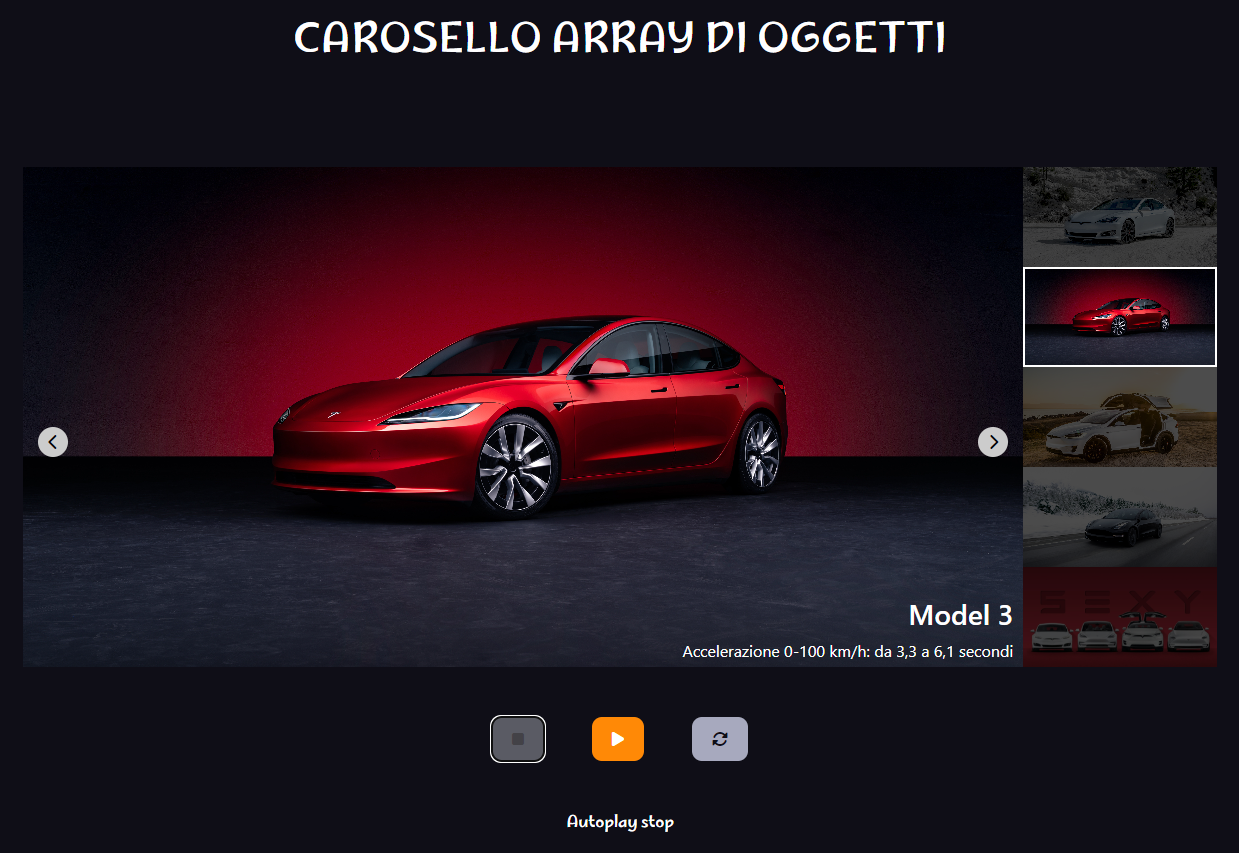 CAROSELLO ARRAY DI OGGETTI
Model 3
Accelerazione 0-100 km/h: da 3,3 a 6,1 secondi
S E X Y
Autoplay stop